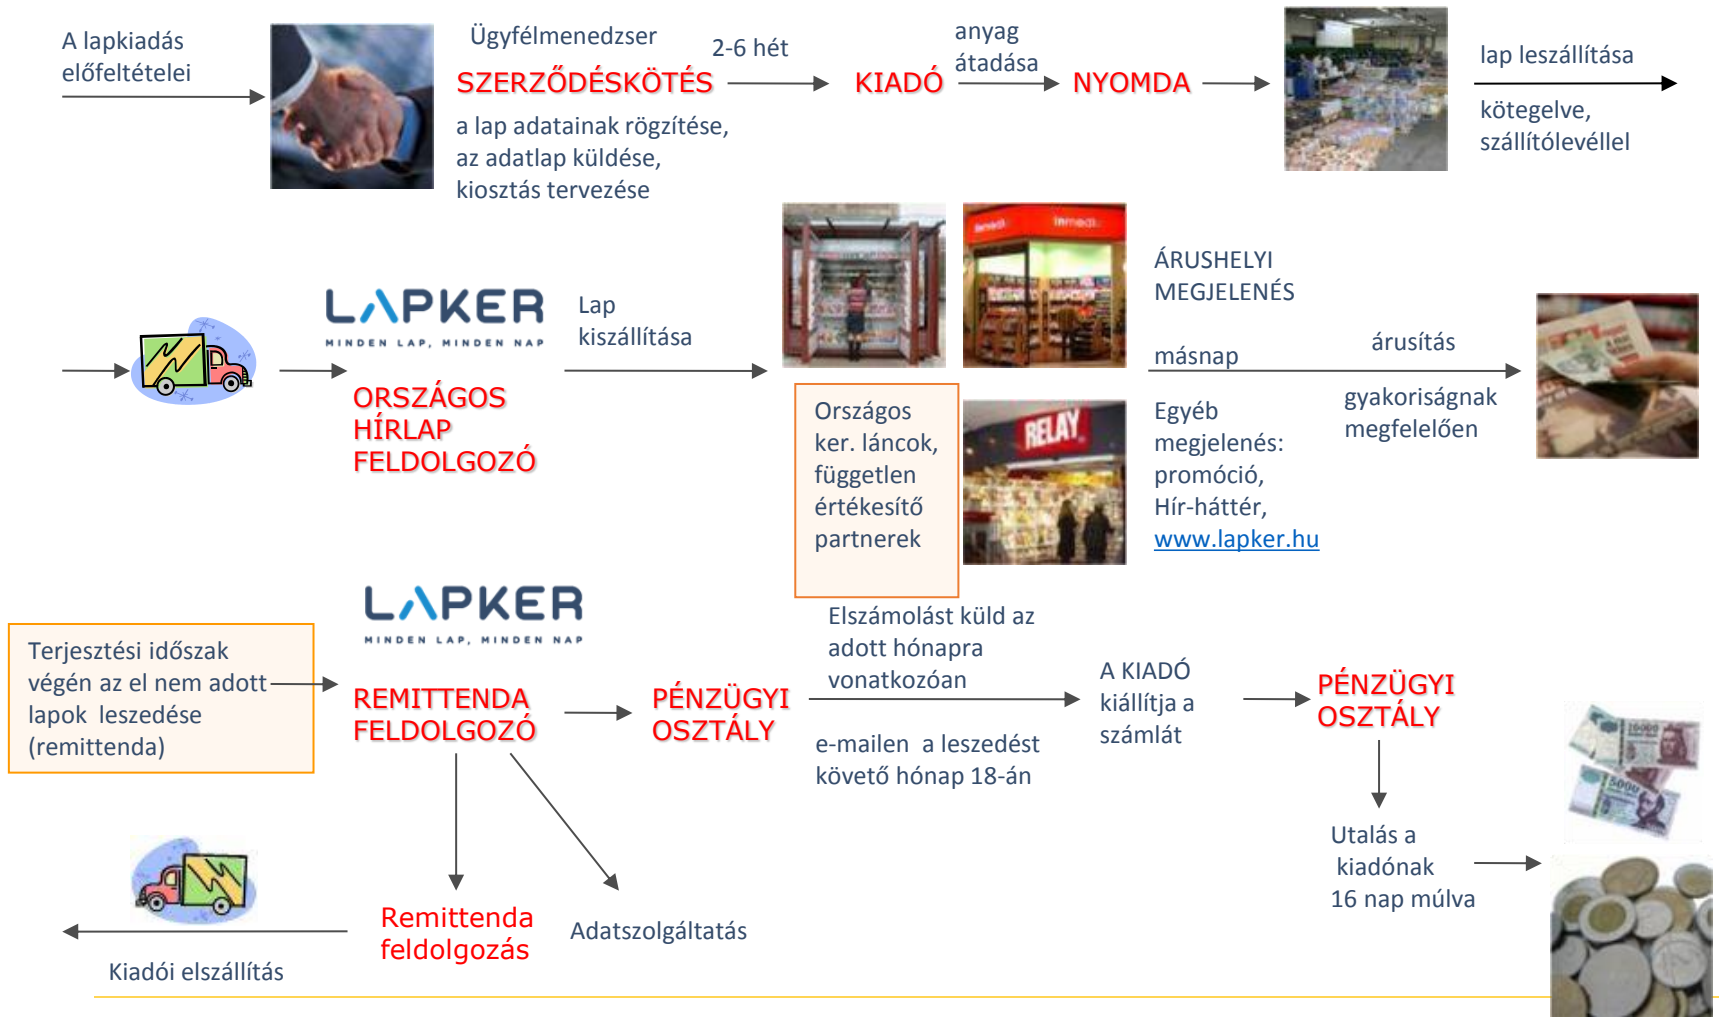 A lapkiadás
előfeltételei
Ügyfélmenedzser
SZERZŐDÉSKÖTÉS
a lap adatainak rögzítése,
az adatlap küldése,
kiosztás tervezése
2-6 hét
KIADÓ
anyag
átadása
NYOMDA
lap leszállítása
kötegelve,
szállítólevéllel
LAPKER
MINDEN LAP, MINDEN NAP
ORSZÁGOS
HÍRLAP
FELDOLGOZÓ
Lap
kiszállítása
inmedio
inmedio
RELAY
Országos
ker. láncok,
független
értékesítő
partnerek
ÁRUSHELYI
MEGJELENÉS
másnap
Egyéb
megjelenés:
promóció,
Hír-háttér,
www.lapker.hu
árusítás
gyakoriságnak
megfelelően
Terjesztési időszak
végén az el nem adott
lapok leszedése
(remittenda)
LAPKER
MINDEN LAP, MINDEN NAP
REMITTENDA
FELDOLGOZÓ
PÉNZÜGYI
OSZTÁLY
Elszámolást küld az
adott hónapra
vonatkozóan
e-mailen a leszedést
követő hónap 18-án
A KIADÓ
kiállítja a
számlát
PÉNZÜGYI
OSZTÁLY
Utalás a
kiadónak
16 nap múlva
10000
5000
Remittenda
feldolgozás
Adatszolgáltatás
Kiadói elszállítás